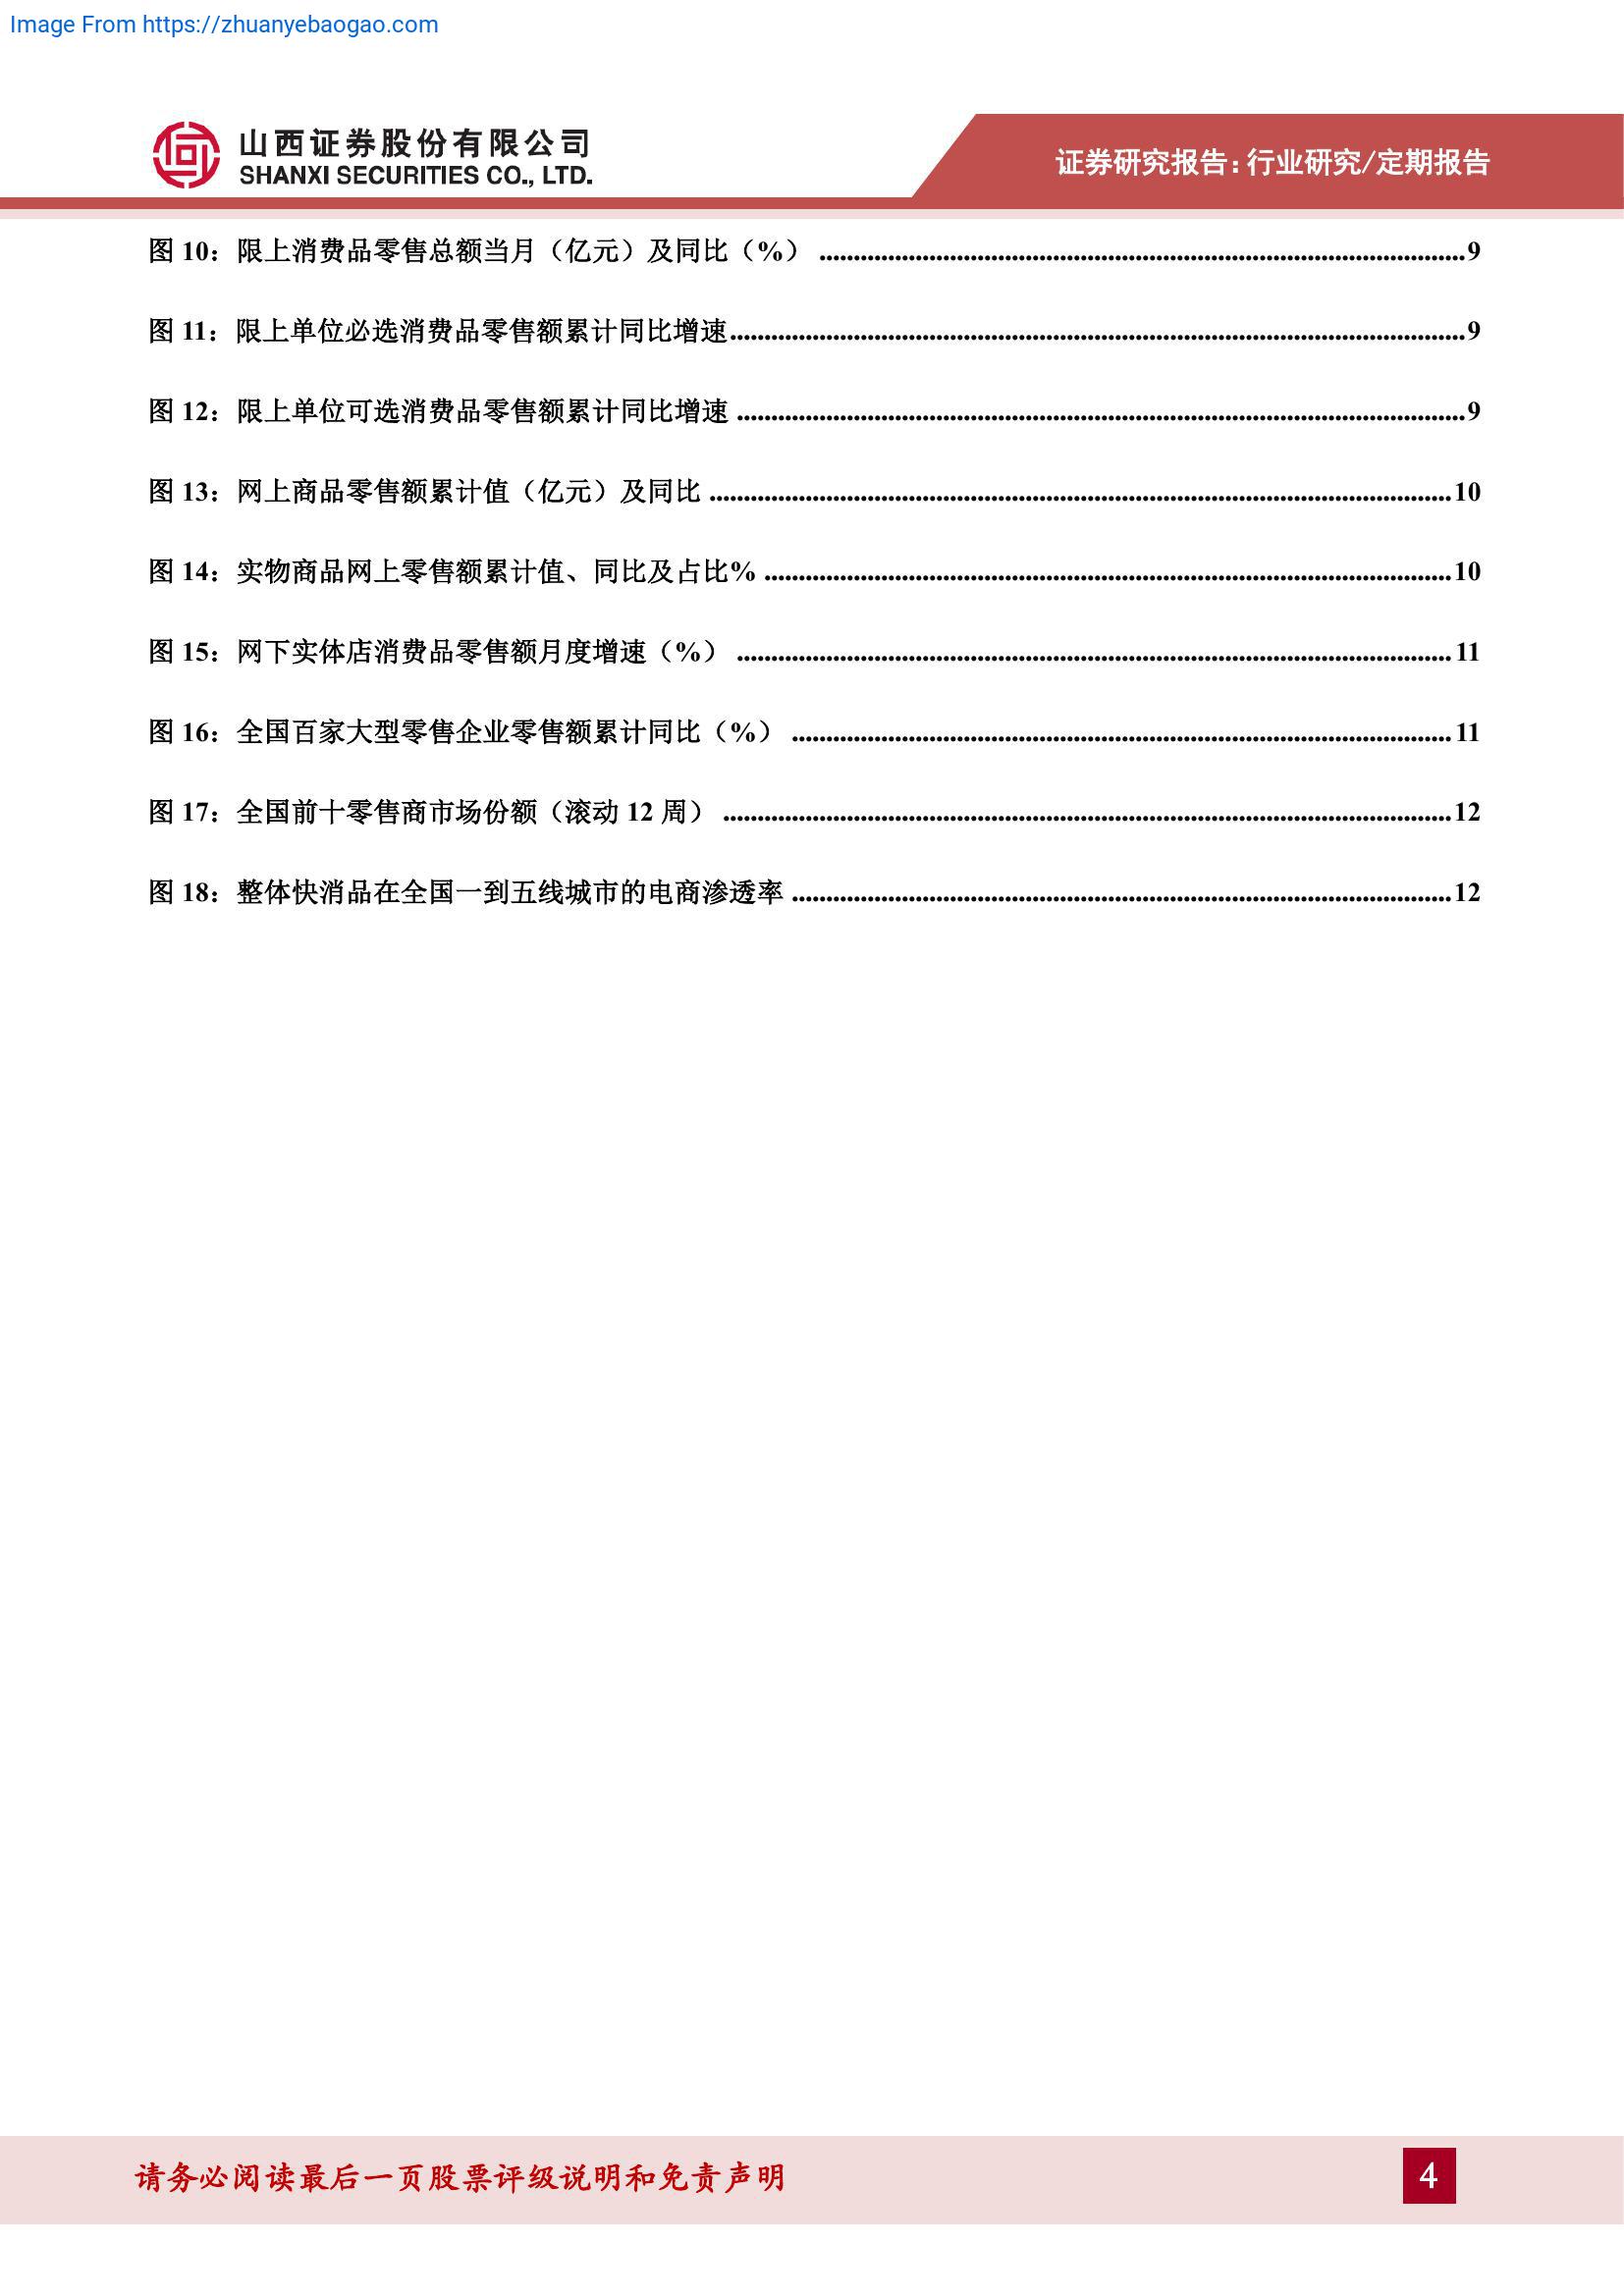 Image From https://zhuanyebaogao.com
山西证券股份有限公司
SHANXI SECURITIES CO., LTD.
证券研究报告：行业研究/定期报告
图 10：限上消费品零售总额当月（亿元）及同比（%） ........................................ 9
图 11：限上单位必选消费品零售额累计同比增速........................................ 9
图 12：限上单位可选消费品零售额累计同比增速 ........................................ 9
图 13：网上商品零售额累计值（亿元）及同比 ........................................ 10
图 14：实物商品网上零售额累计值、同比及占比% ........................................ 10
图 15：网下实体店消费品零售额月度增速（%） ........................................ 11
图 16：全国百家大型零售企业零售额累计同比（%） ........................................ 11
图 17：全国前十零售商市场份额（滚动 12 周） ........................................ 12
图 18：整体快消品在全国一到五线城市的电商渗透率 ........................................ 12
请务必阅读最后一页股票评级说明和免责声明
4